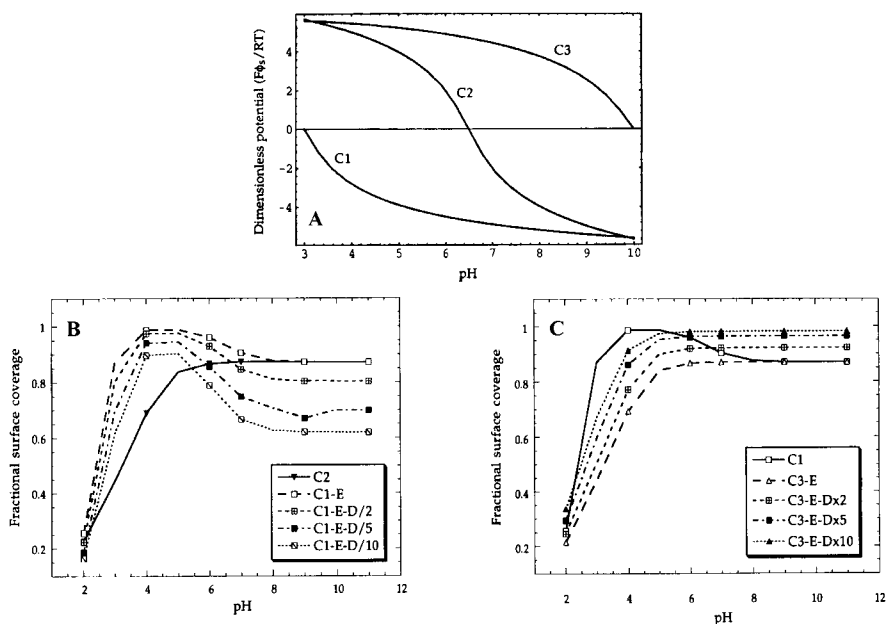 Dimensionless potential (Fϕs/RT)
4
2
0
-2
-4
C3
C2
C1
A
3 4 5 6 7 8 9 10
pH
B
Fractional surface coverage
1
0.8
0.6
0.4
0.2
C2
C1-E
C1-E-D/2
C1-E-D/5
C1-E-D/10
0 2 4 6 8 10 12
pH
C
Fractional surface coverage
1
0.8
0.6
0.4
0.2
C1
C3-E
C3-E-Dx2
C3-E-Dx5
C3-E-Dx10
0 2 4 6 8 10 12
pH